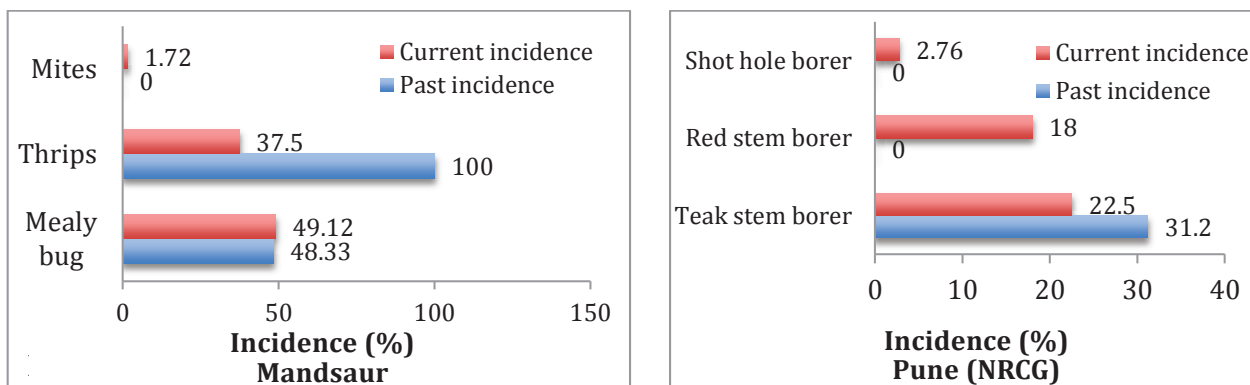 Mites
1.72
0
Current incidence
Past incidence
Thrips
37.5
100
Mealy
bug
49.12
48.33
0 50 100 150
Incidence (%)
Mandsaur
Shot hole borer
2.76
0
Current incidence
Past incidence
Red stem borer
18
0
Teak stem borer
22.5
31.2
0 10 20 30 40
Incidence (%)
Pune (NRCG)